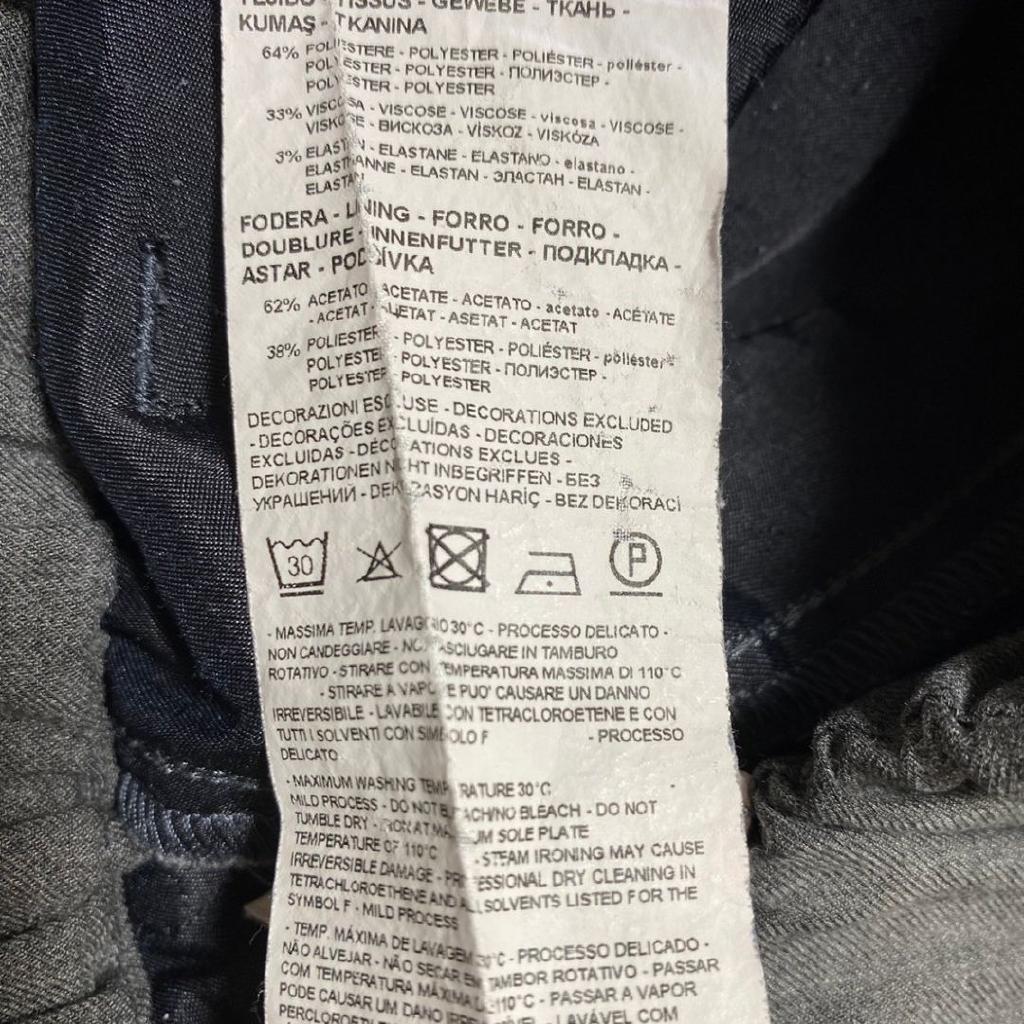 TEJIDO - TISSUS - GEWEBE - ТКАНЬ -
KUMAŞ - TKANINA
64% POLIESTERE - POLYESTER - POLIÉSTER - poliéster -
POLYESTER - POLYESTER - ПОЛИЭСТЕР -
POLYESTER - POLYESTER
33% VISCOSA - VISCOSE - VISCOSE - viscosa - VISCOSE -
VISKOSE - ВИСКОЗА - VİSKOZ - VISKÓZA
3% ELASTAN - ELASTANE - ELASTANO - elastano -
ELASTHANNE - ELASTAN - ЭЛАСТАН - ELASTAN -
ELASTAN
FODERA - LINING - FORRO - FORRO -
DOUBLURE - INNENFUTTER - ПОДКЛАДКА -
ASTAR - PODŠÍVKA
62% ACETATO - ACETATE - ACETATO - acetato - ACÉTATE
- ACETAT - АЦЕТАТ - ASETAT - ACETAT
38% POLIESTERE - POLYESTER - POLIÉSTER - poliéster -
POLYESTER - POLYESTER - ПОЛИЭСТЕР -
POLYESTER - POLYESTER
DECORAZIONI ESCLUSE - DECORATIONS EXCLUDED
- DECORAÇÕES EXCLUÍDAS - DECORACIONES
EXCLUIDAS - DÉCORATIONS EXCLUES -
DEKORATIONEN NICHT INBEGRIFFEN - БЕЗ
УКРАШЕНИЙ - DEKORASYON HARİÇ - BEZ DEKORACÍ
30
P
- MASSIMA TEMP. LAVAGGIO 30°C - PROCESSO DELICATO -
NON CANDEGGIARE - NON ASCIUGARE IN TAMBURO
ROTATIVO - STIRARE CON TEMPERATURA MASSIMA DI 110°C
- STIRARE A VAPORE PUO' CAUSARE UN DANNO
IRREVERSIBILE - LAVABILE CON TETRACLOROETENE E CON
TUTTI I SOLVENTI CON SIMBOLO F - PROCESSO
DELICATO
- MAXIMUM WASHING TEMPERATURE 30°C -
MILD PROCESS - DO NOT BLEACH/NO BLEACH - DO NOT
TUMBLE DRY - IRON AT MAXIMUM SOLE PLATE
TEMPERATURE OF 110°C - STEAM IRONING MAY CAUSE
IRREVERSIBLE DAMAGE - PROFESSIONAL DRY CLEANING IN
TETRACHLOROETHENE AND ALL SOLVENTS LISTED FOR THE
SYMBOL F - MILD PROCESS
- TEMP. MÁXIMA DE LAVAGEM 30°C - PROCESSO DELICADO -
NÃO ALVEJAR - NÃO SECAR EM TAMBOR ROTATIVO - PASSAR
COM TEMPERATURA MÁXIMA 110°C - PASSAR A VAPOR
PODE CAUSAR UM DANO IRREVERSÍVEL - LAVÁVEL COM